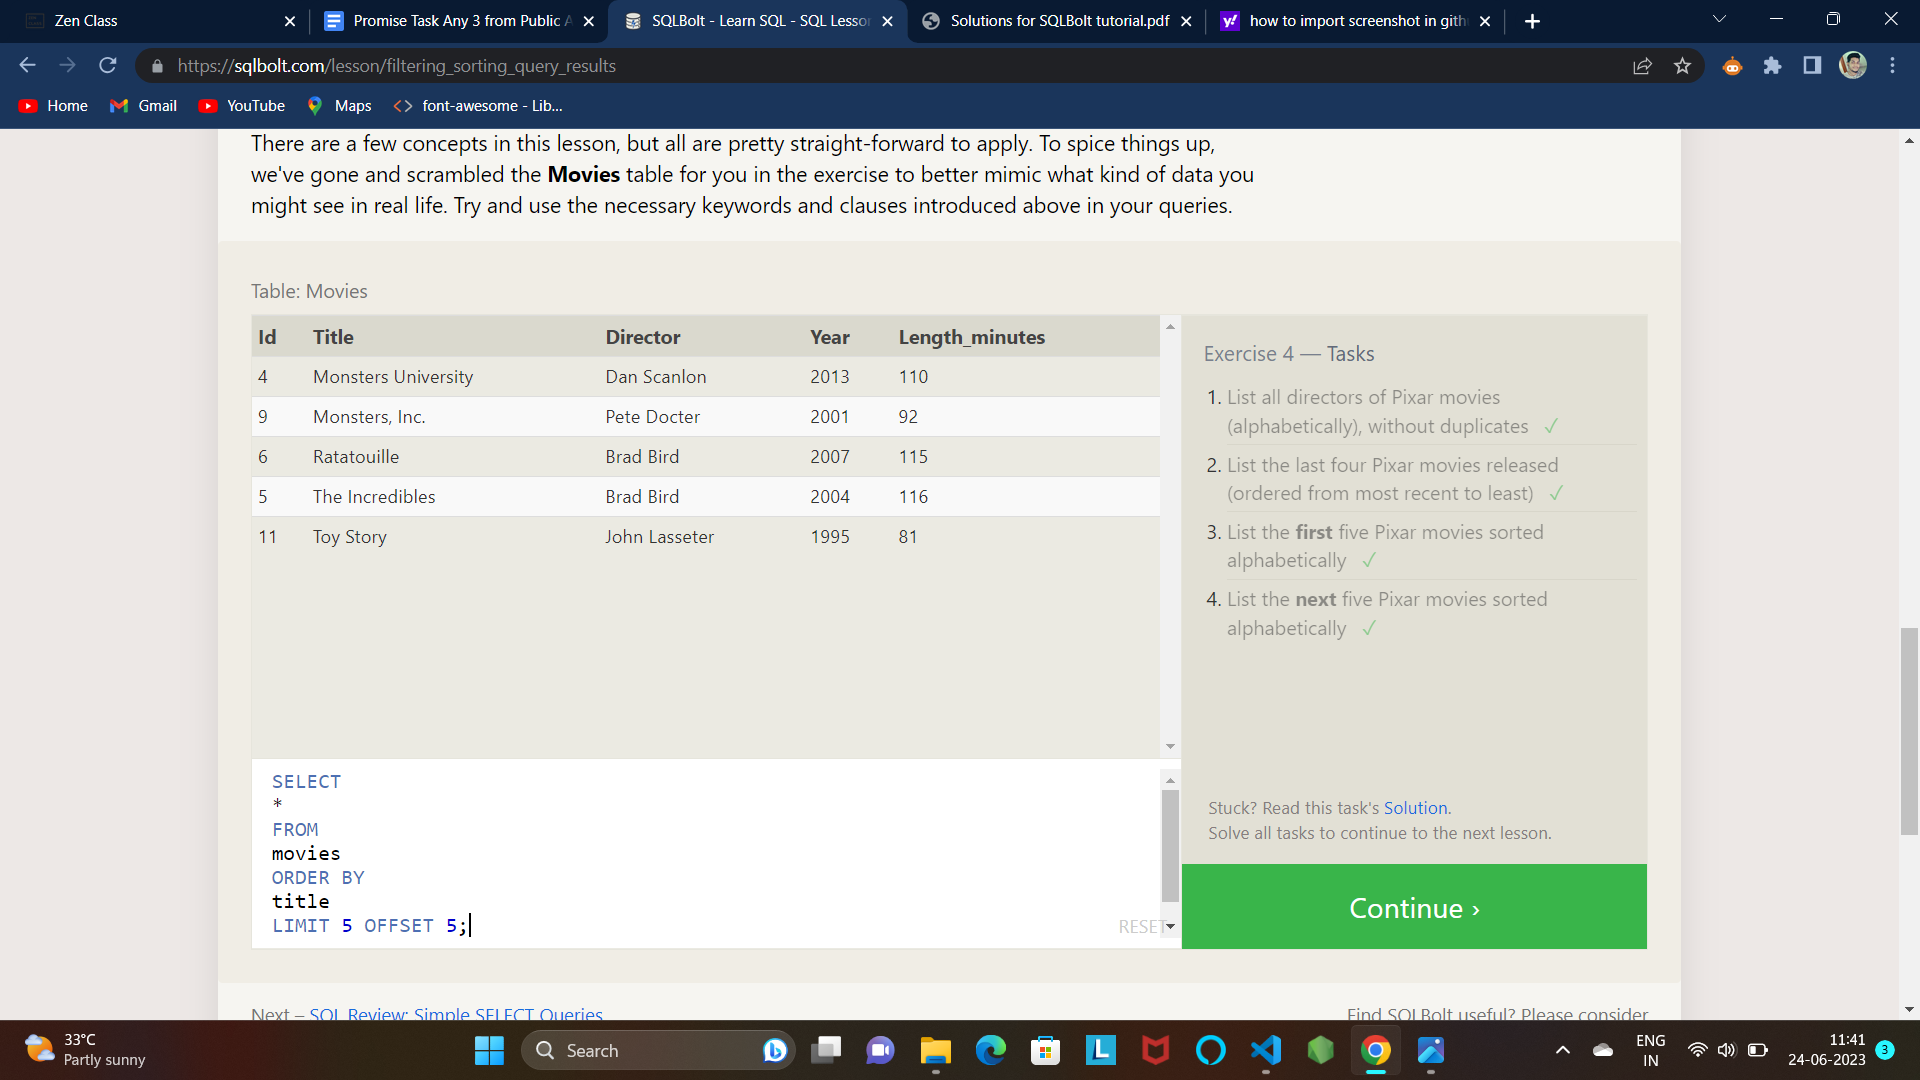 Zen Class
Promise Task Any 3 from Public A
SQLBolt - Learn SQL - SQL Lesson
Solutions for SQLBolt tutorial.pdf
how to import screenshot in gith
https://sqlbolt.com/lesson/filtering_sorting_query_results
Home
Gmail
YouTube
Maps
font-awesome - Lib...
There are a few concepts in this lesson, but all are pretty straight-forward to apply. To spice things up,
we've gone and scrambled the Movies table for you in the exercise to better mimic what kind of data you
might see in real life. Try and use the necessary keywords and clauses introduced above in your queries.
Table: Movies
Id Title Director Year Length_minutes
4 Monsters University Dan Scanlon 2013 110
9 Monsters, Inc. Pete Docter 2001 92
6 Ratatouille Brad Bird 2007 115
5 The Incredibles Brad Bird 2004 116
11 Toy Story John Lasseter 1995 81
SELECT
*
FROM
movies
ORDER BY
title
LIMIT 5 OFFSET 5;
RESET
Exercise 4 — Tasks
1. List all directors of Pixar movies
(alphabetically), without duplicates ✓
2. List the last four Pixar movies released
(ordered from most recent to least) ✓
3. List the first five Pixar movies sorted
alphabetically ✓
4. List the next five Pixar movies sorted
alphabetically ✓
Stuck? Read this task's Solution.
Solve all tasks to continue to the next lesson.
Continue ›
Next – SQL Review: Simple SELECT Queries
Find SQLBolt useful? Please consider
33°C
Partly sunny
Search
ENG
IN
11:41
24-06-2023
3